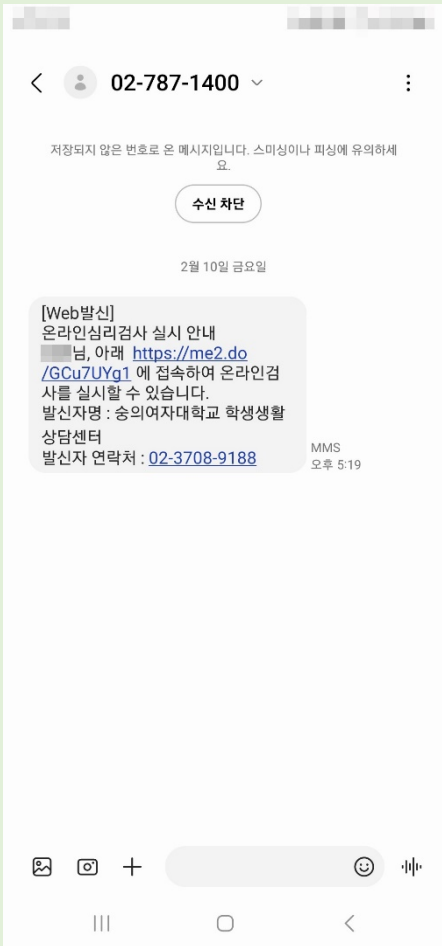 02-787-1400
저장되지 않은 번호로 온 메시지입니다. 스미싱이나 피싱에 유의하세
요.
수신 차단
2월 10일 금요일
[Web발신]
온라인심리검사 실시 안내
님, 아래 https://me2.do
/GCu7UYg1 에 접속하여 온라인검
사를 실시할 수 있습니다.
발신자명 : 숭의여자대학교 학생생활
상담센터
발신자 연락처 : 02-3708-9188
MMS
오후 5:19